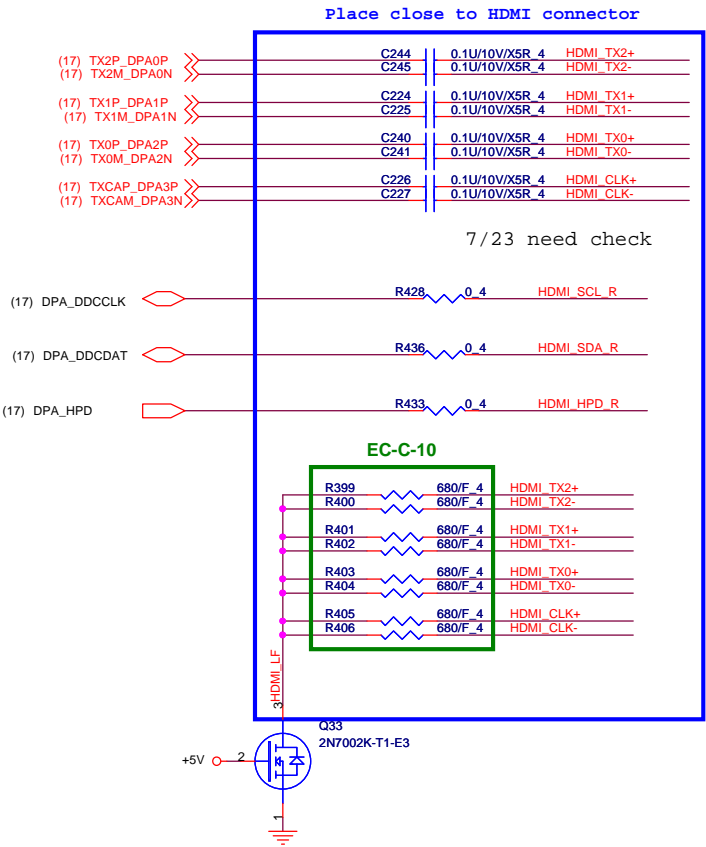 Place close to HDMI connector
(17) TX2P_DPA0P C244 0.1U/10V/X5R_4 HDMI_TX2+
(17) TX2M_DPA0N C245 0.1U/10V/X5R_4 HDMI_TX2-
(17) TX1P_DPA1P C224 0.1U/10V/X5R_4 HDMI_TX1+
(17) TX1M_DPA1N C225 0.1U/10V/X5R_4 HDMI_TX1-
(17) TX0P_DPA2P C240 0.1U/10V/X5R_4 HDMI_TX0+
(17) TX0M_DPA2N C241 0.1U/10V/X5R_4 HDMI_TX0-
(17) TXCAP_DPA3P C226 0.1U/10V/X5R_4 HDMI_CLK+
(17) TXCAM_DPA3N C227 0.1U/10V/X5R_4 HDMI_CLK-
7/23 need check
(17) DPA_DDCCLK R428 0_4 HDMI_SCL_R
(17) DPA_DDCDAT R436 0_4 HDMI_SDA_R
(17) DPA_HPD R433 0_4 HDMI_HPD_R
EC-C-10
R399 680/F_4 HDMI_TX2+
R400 680/F_4 HDMI_TX2-
R401 680/F_4 HDMI_TX1+
R402 680/F_4 HDMI_TX1-
R403 680/F_4 HDMI_TX0+
R404 680/F_4 HDMI_TX0-
R405 680/F_4 HDMI_CLK+
R406 680/F_4 HDMI_CLK-
HDMI_LF
3
Q33
2N7002K-T1-E3
+5V 2
1